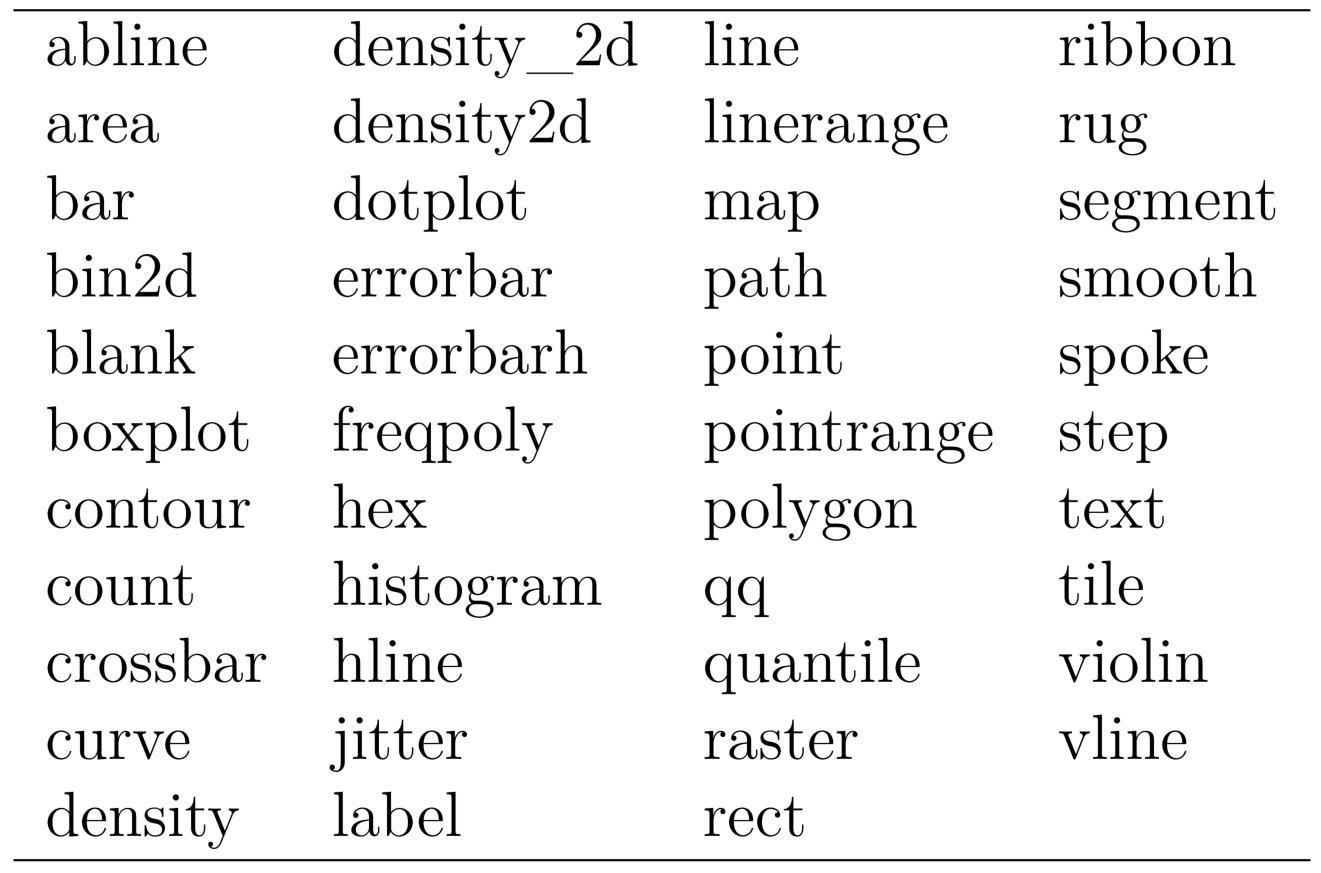 abline density_2d line ribbon
area density2d linerange rug
bar dotplot map segment
bin2d errorbar path smooth
blank errorbarh point spoke
boxplot freqpoly pointrange step
contour hex polygon text
count histogram qq tile
crossbar hline quantile violin
curve jitter raster vline
density label rect